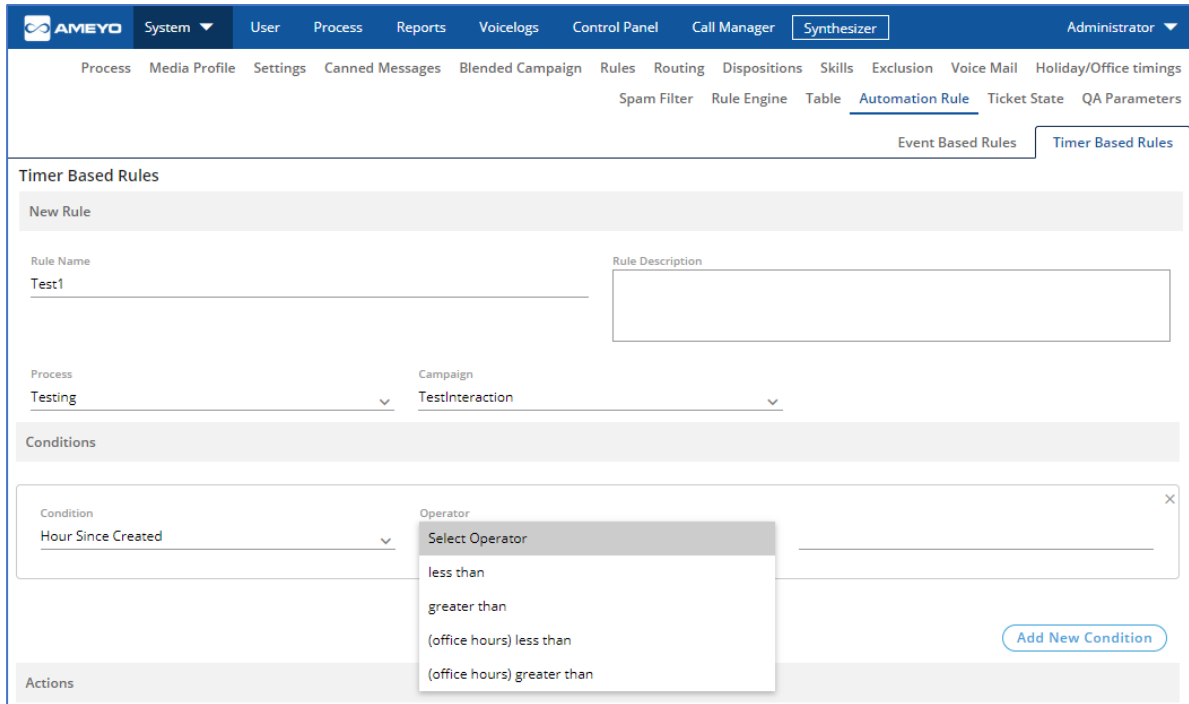 AMEYO System User Process Reports Voicelogs Control Panel Call Manager Synthesizer Administrator
Process Media Profile Settings Canned Messages Blended Campaign Rules Routing Dispositions Skills Exclusion Voice Mail Holiday/Office timings
Spam Filter Rule Engine Table Automation Rule Ticket State QA Parameters
Event Based Rules Timer Based Rules
Timer Based Rules
New Rule
Rule Name Rule Description
Test1
Process Campaign
Testing TestInteraction
Conditions
Condition Operator
Hour Since Created Select Operator
less than
greater than
(office hours) less than
Add New Condition
(office hours) greater than
Actions